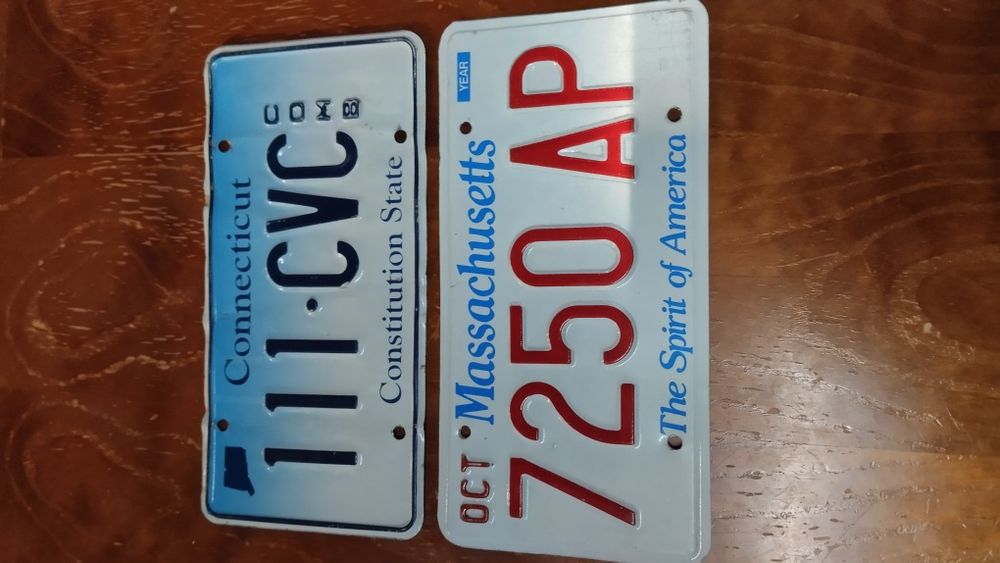 Connecticut
111·CVC
COMB
Constitution State
OCT
Massachusetts
YEAR
7250 AP
The Spirit of America